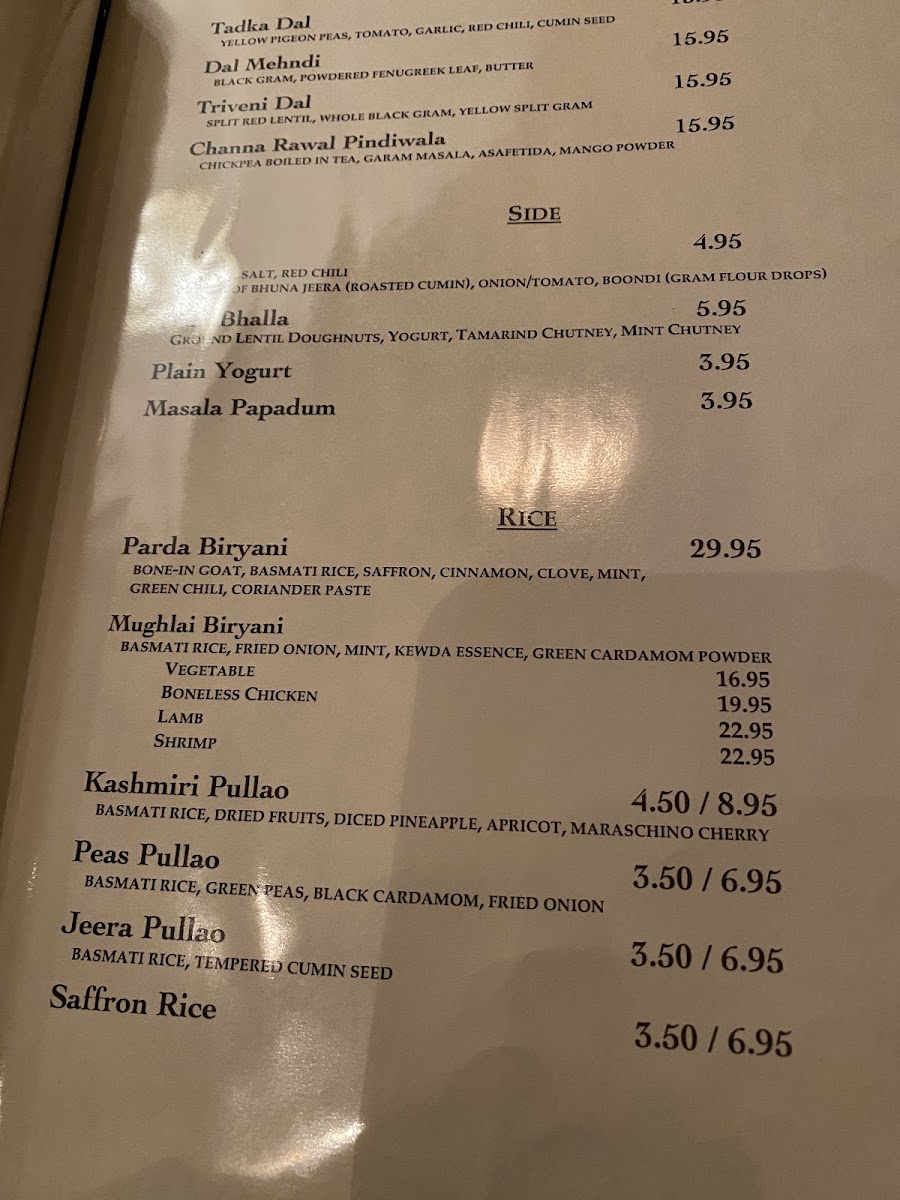 Tadka Dal
YELLOW PIGEON PEAS, TOMATO, GARLIC, RED CHILI, CUMIN SEED
Dal Mehndi 15.95
BLACK GRAM, POWDERED FENUGREEK LEAF, BUTTER
Triveni Dal 15.95
SPLIT RED LENTIL, WHOLE BLACK GRAM, YELLOW SPLIT GRAM
Channa Rawal Pindiwala 15.95
CHICKPEA BOILED IN TEA, GARAM MASALA, ASAFETIDA, MANGO POWDER
SIDE
4.95
SALT, RED CHILI
OF BHUNA JEERA (ROASTED CUMIN), ONION/TOMATO, BOONDI (GRAM FLOUR DROPS)
Bhalla 5.95
GROUND LENTIL DOUGHNUTS, YOGURT, TAMARIND CHUTNEY, MINT CHUTNEY
Plain Yogurt 3.95
Masala Papadum 3.95
RICE
Parda Biryani 29.95
BONE-IN GOAT, BASMATI RICE, SAFFRON, CINNAMON, CLOVE, MINT,
GREEN CHILI, CORIANDER PASTE
Mughlai Biryani
BASMATI RICE, FRIED ONION, MINT, KEWDA ESSENCE, GREEN CARDAMOM POWDER
VEGETABLE 16.95
BONELESS CHICKEN 19.95
LAMB 22.95
SHRIMP 22.95
Kashmiri Pullao 4.50 / 8.95
BASMATI RICE, DRIED FRUITS, DICED PINEAPPLE, APRICOT, MARASCHINO CHERRY
Peas Pullao 3.50 / 6.95
BASMATI RICE, GREEN PEAS, BLACK CARDAMOM, FRIED ONION
Jeera Pullao 3.50 / 6.95
BASMATI RICE, TEMPERED CUMIN SEED
Saffron Rice 3.50 / 6.95